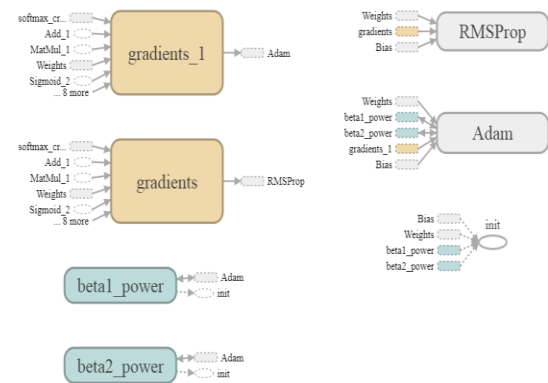 softmax_cr...
Add_1
MatMul_1
Weights
Sigmoid_2
... 8 more
gradients_1
Adam
softmax_cr...
Add_1
MatMul_1
Weights
Sigmoid_2
... 8 more
gradients
RMSProp
beta1_power
Adam
init
beta2_power
Adam
init
Weights
gradients
Bias
RMSProp
Weights
beta1_power
beta2_power
gradients_1
Bias
Adam
Bias
Weights
beta1_power
beta2_power
init